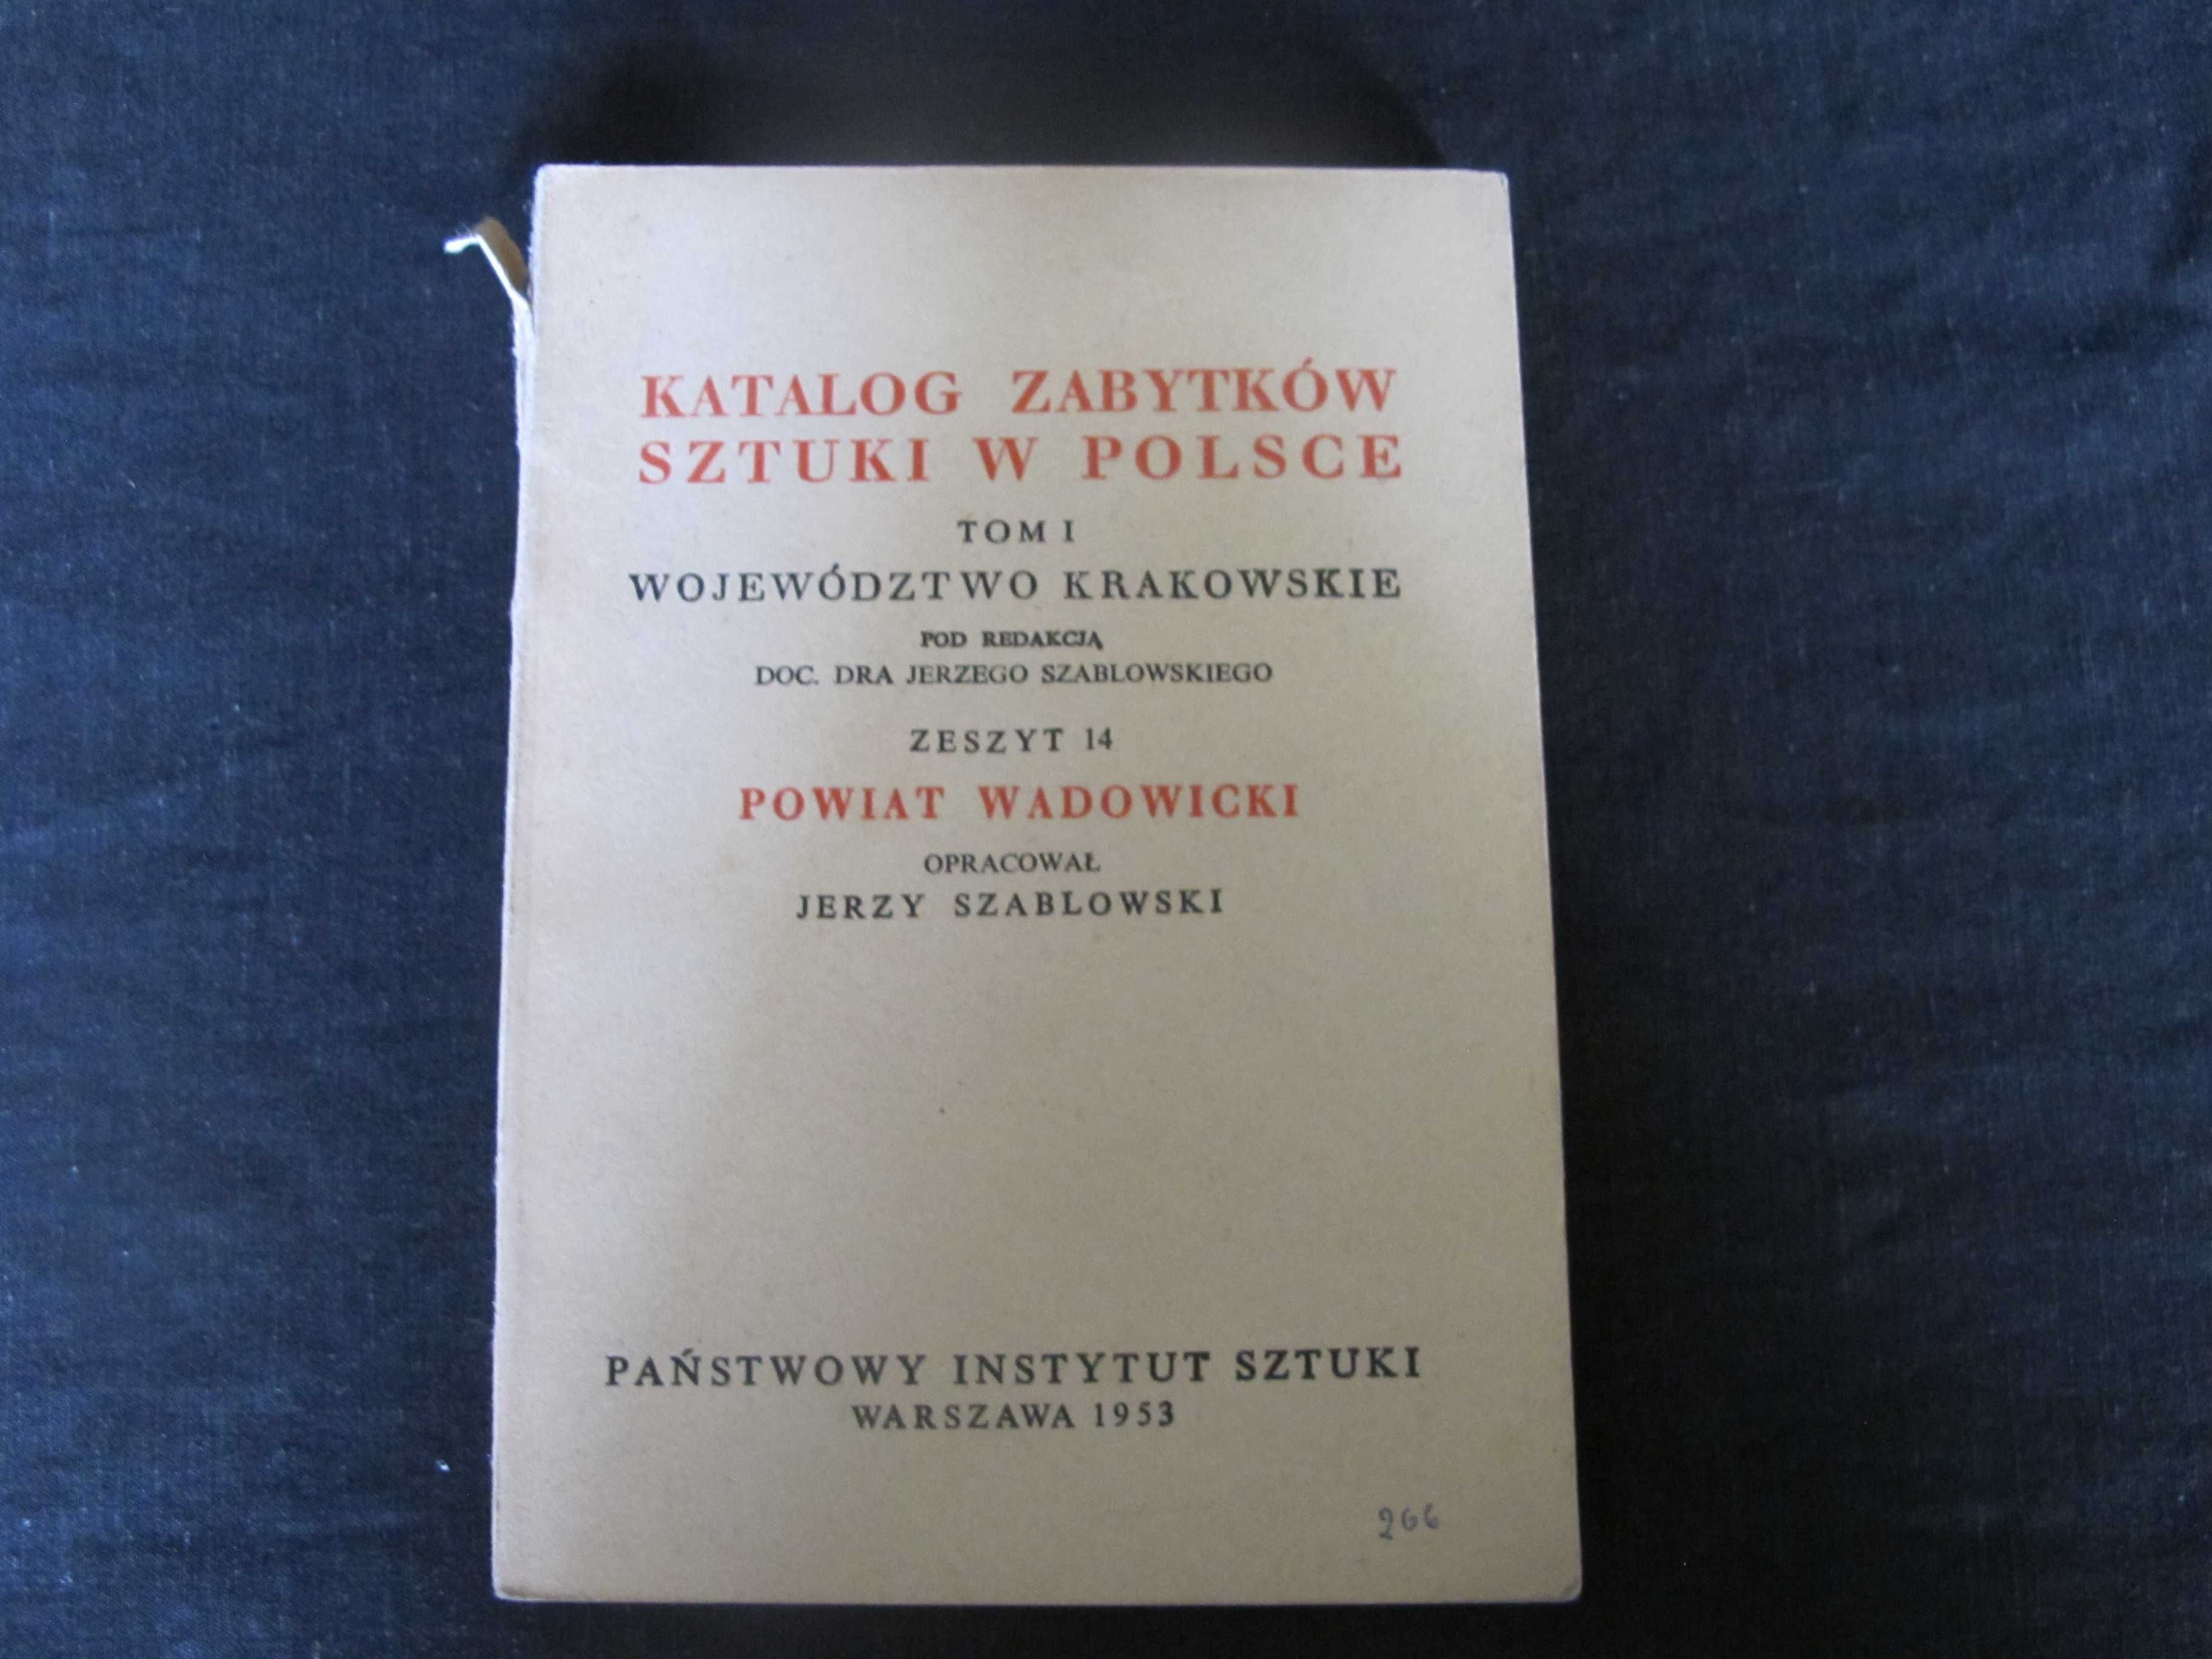 KATALOG ZABYTKÓW
SZTUKI W POLSCE
TOM I
WOJEWÓDZTWO KRAKOWSKIE
POD REDAKCJĄ
DOC. DRA JERZEGO SZABLOWSKIEGO
ZESZYT 14
POWIAT WADOWICKI
OPRACOWAŁ
JERZY SZABLOWSKI
PAŃSTWOWY INSTYTUT SZTUKI
WARSZAWA 1953
266